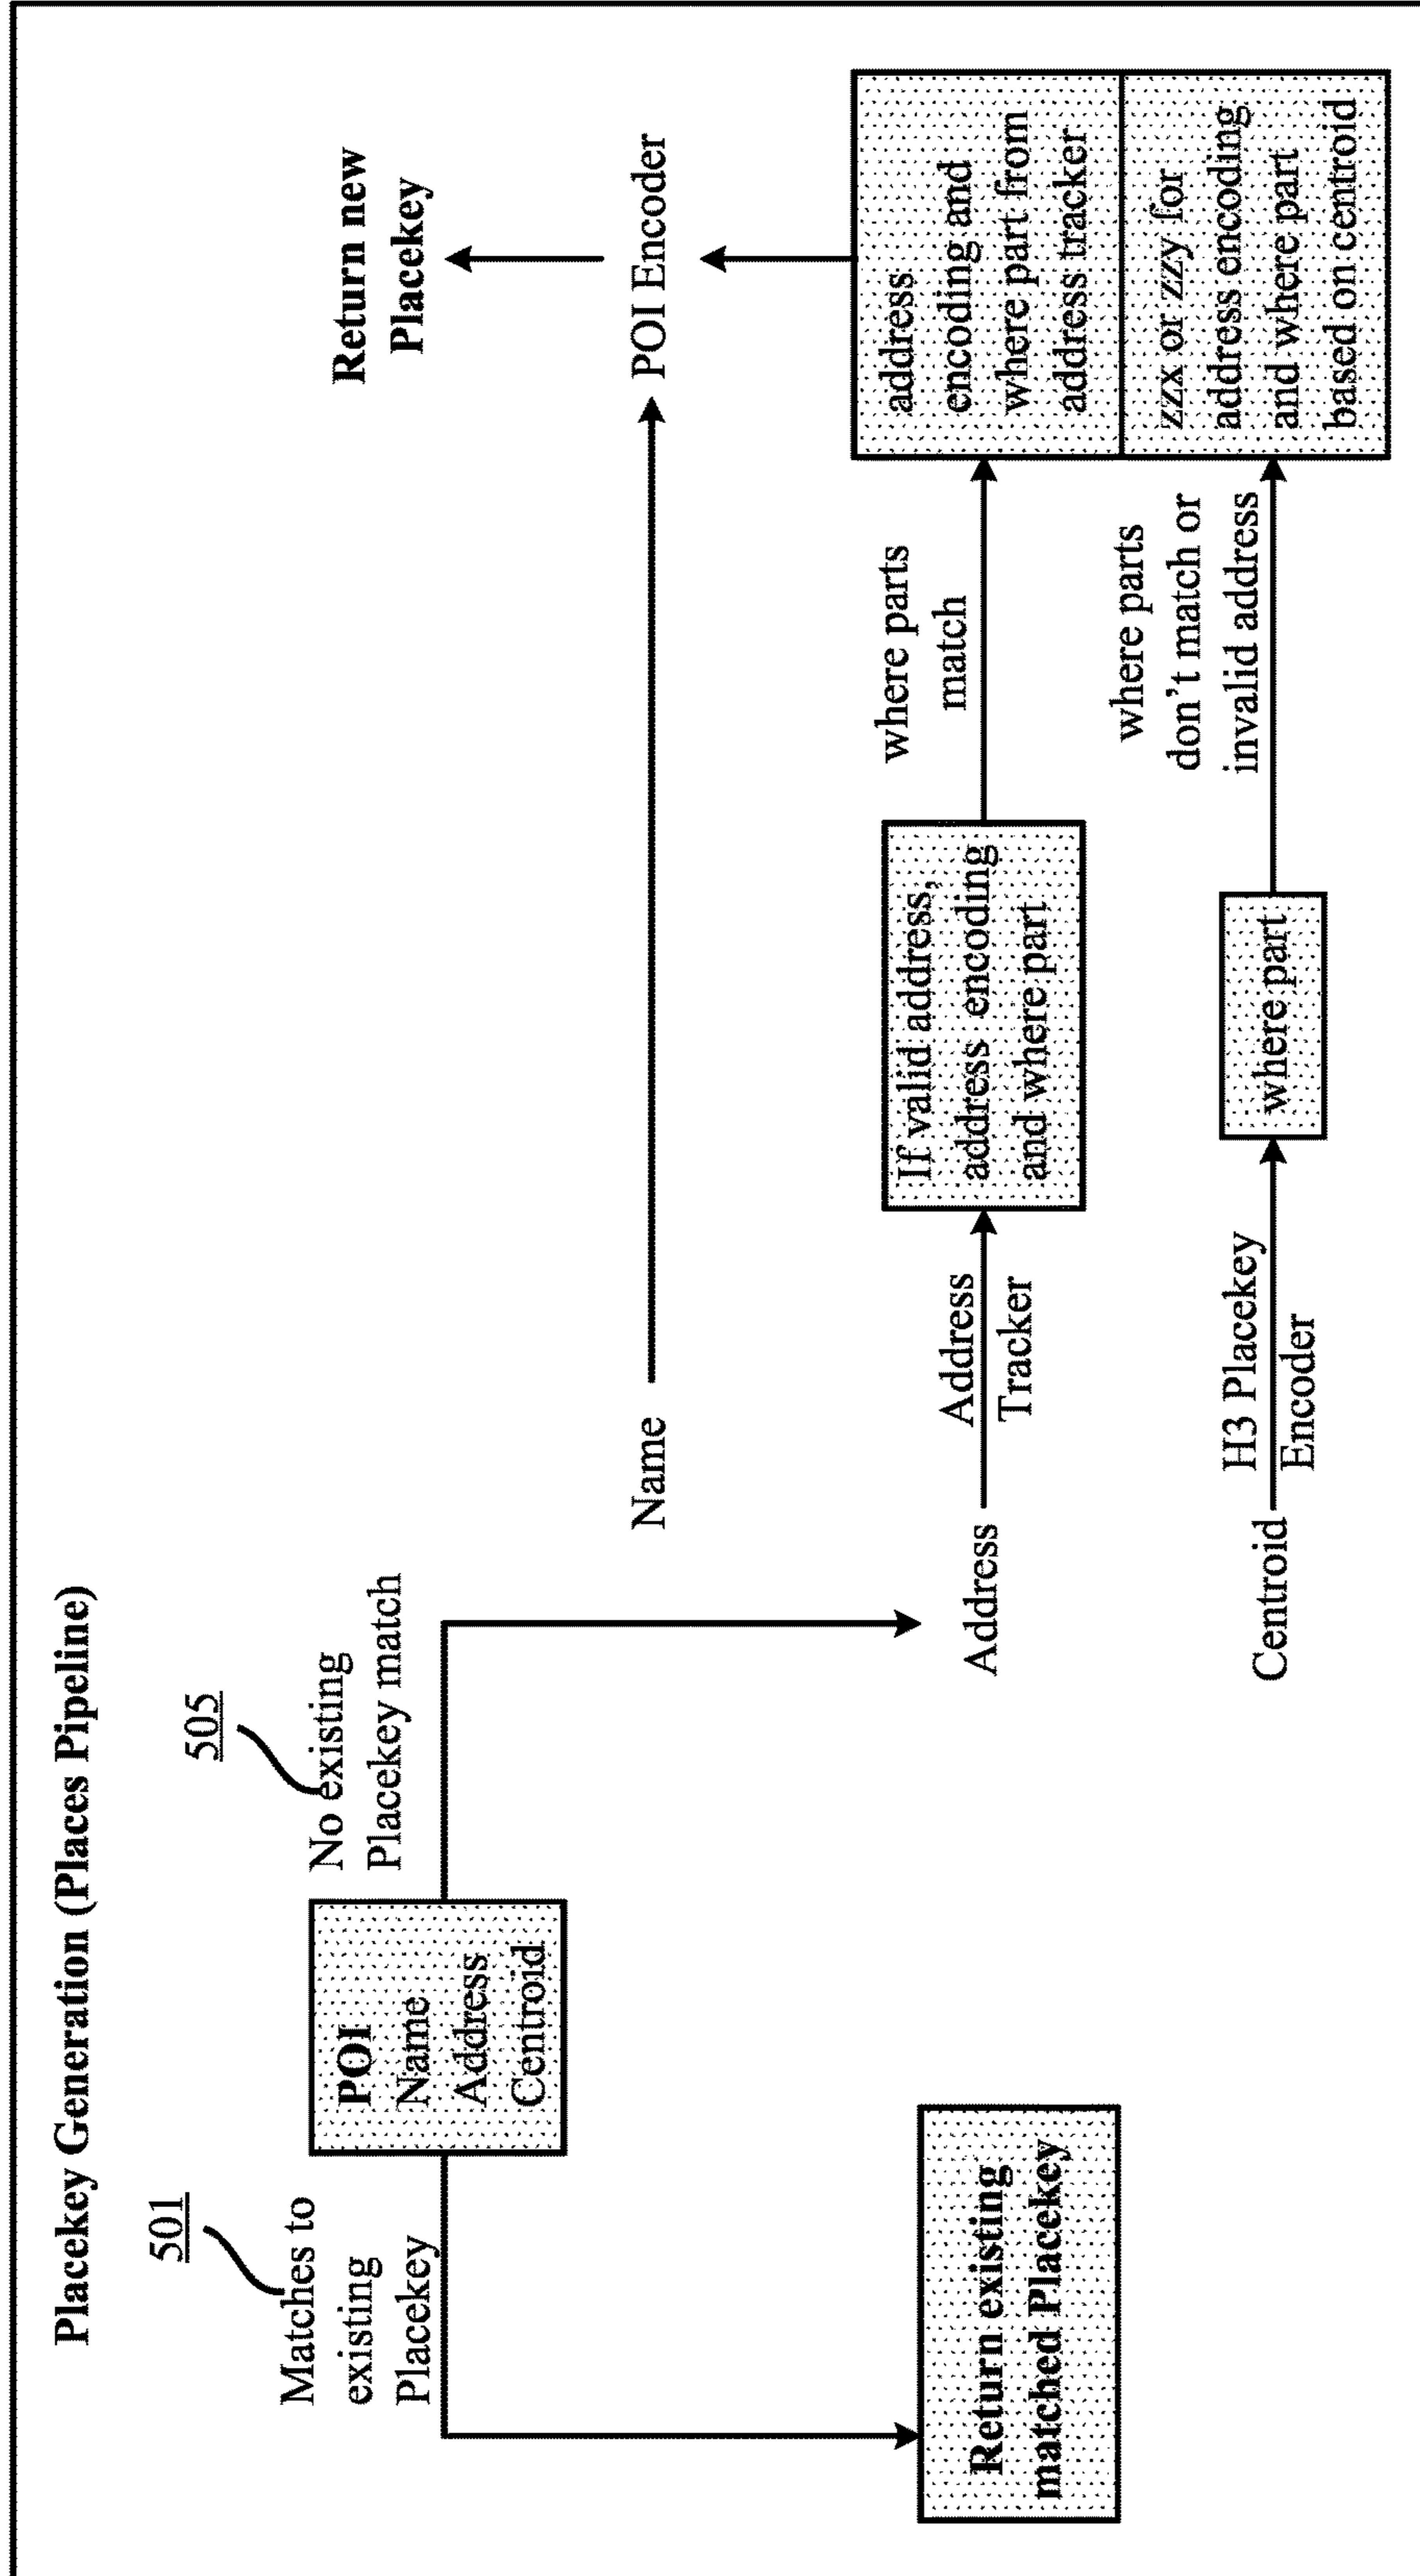 Placekey Generation (Places Pipeline)
501
Matches to
existing
Placekey
POI
Name
Address
Centroid
505
No existing
Placekey match
Return existing
matched Placekey
Name
POI Encoder
Return new
Placekey
Address
Address
Tracker
If valid address,
address encoding
and where part
where parts
match
address
encoding and
where part from
address tracker
Centroid
H3 Placekey
Encoder
where part
where parts
don't match or
invalid address
zzx or zzy for
address encoding
and where part
based on centroid